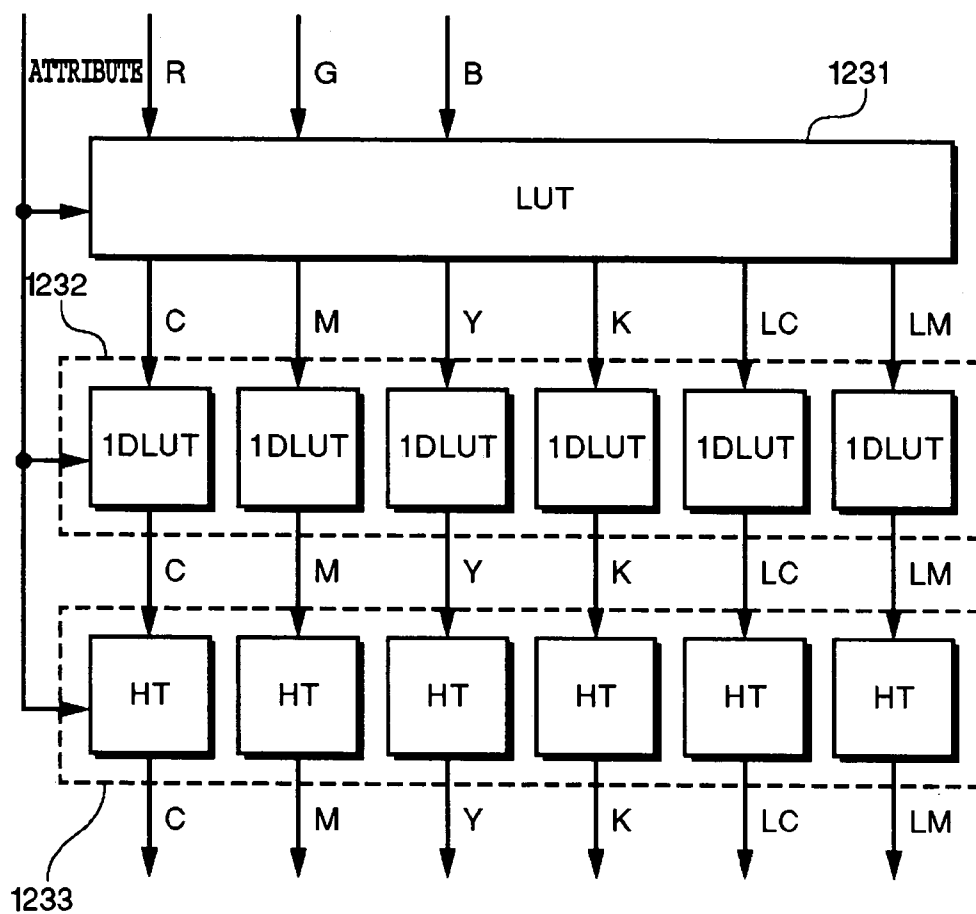 ATTRIBUTE R G B 1231
LUT
1232
C M Y K LC LM
1DLUT 1DLUT 1DLUT 1DLUT 1DLUT 1DLUT
C M Y K LC LM
HT HT HT HT HT HT
C M Y K LC LM
1233